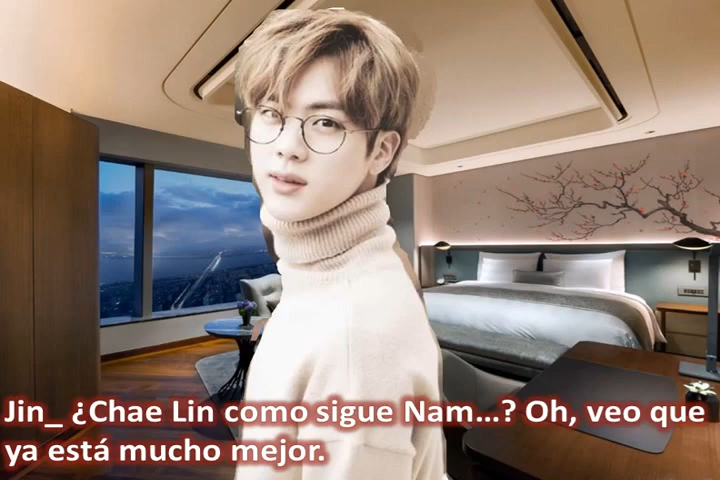 Jin_ ¿Chae Lin como sigue Nam...? Oh, veo que
ya está mucho mejor.